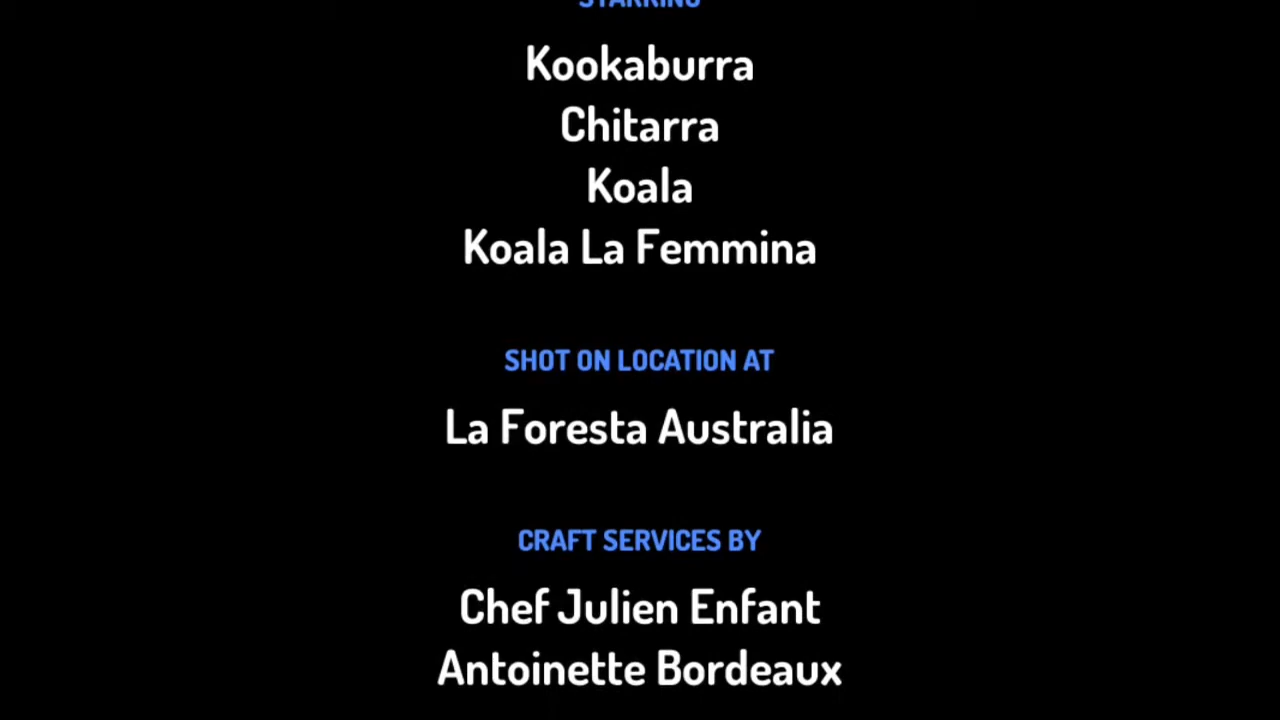 STARRING
Kookaburra
Chitarra
Koala
Koala La Femmina
SHOT ON LOCATION AT
La Foresta Australia
CRAFT SERVICES BY
Chef Julien Enfant
Antoinette Bordeaux